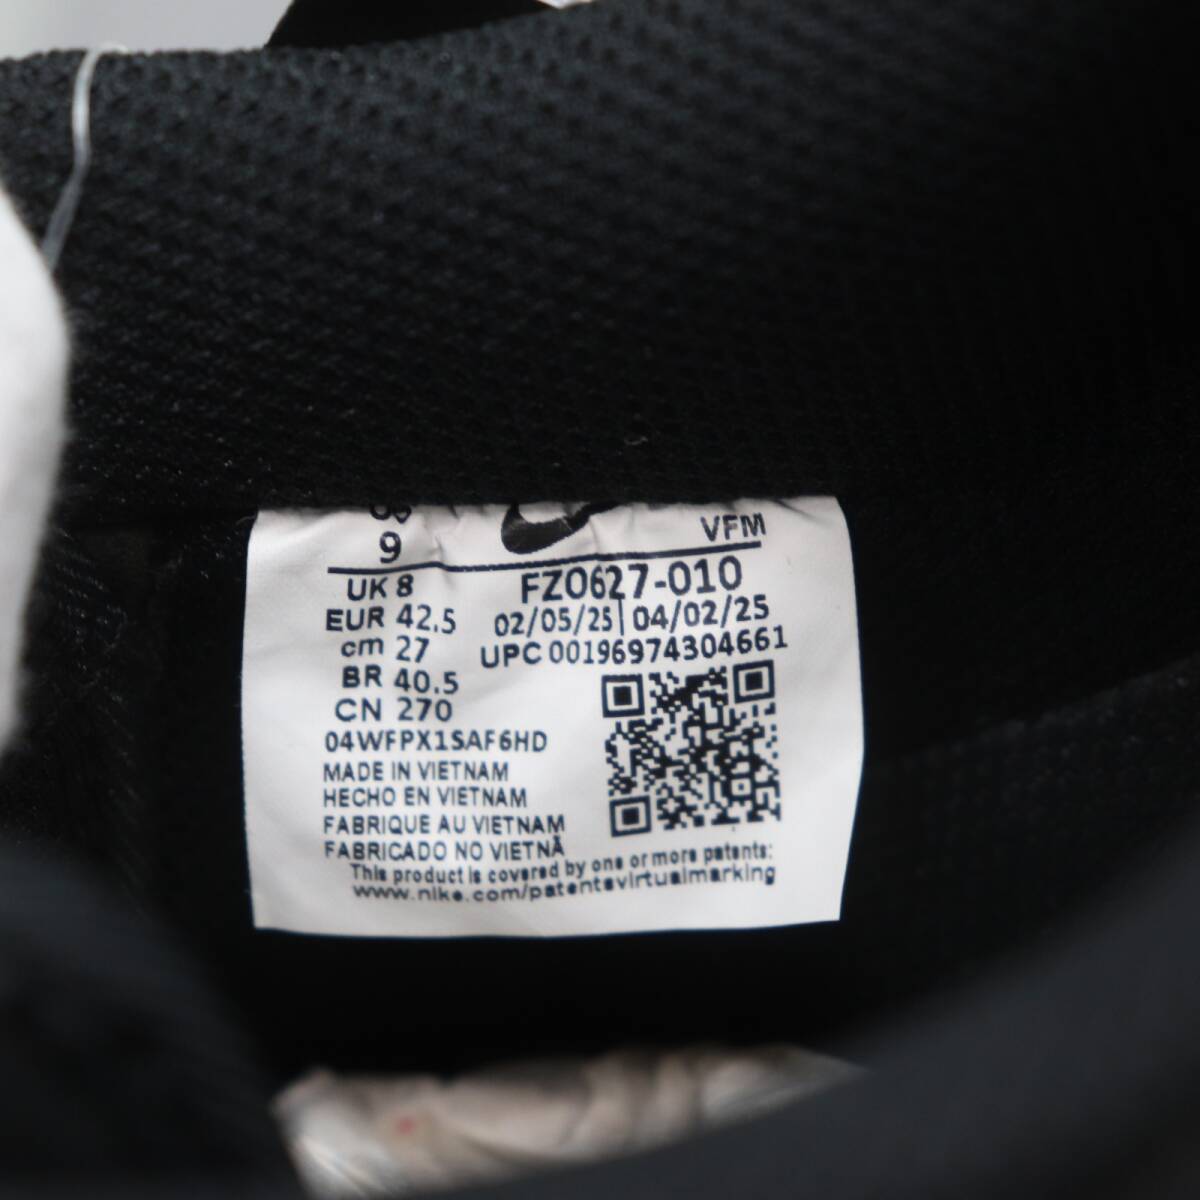 VFM
9
UK 8
FZ0627-010
EUR 42.5
02/05/25 | 04/02/25
cm 27
UPC 00196974304661
BR 40.5
CN 270
04WFPX1SAF6HD
MADE IN VIETNAM
HECHO EN VIETNAM
FABRIQUE AU VIETNAM
FABRICADO NO VIETNÃ
This product is covered by one or more patents:
www.nike.com/patentsvirtualmarking